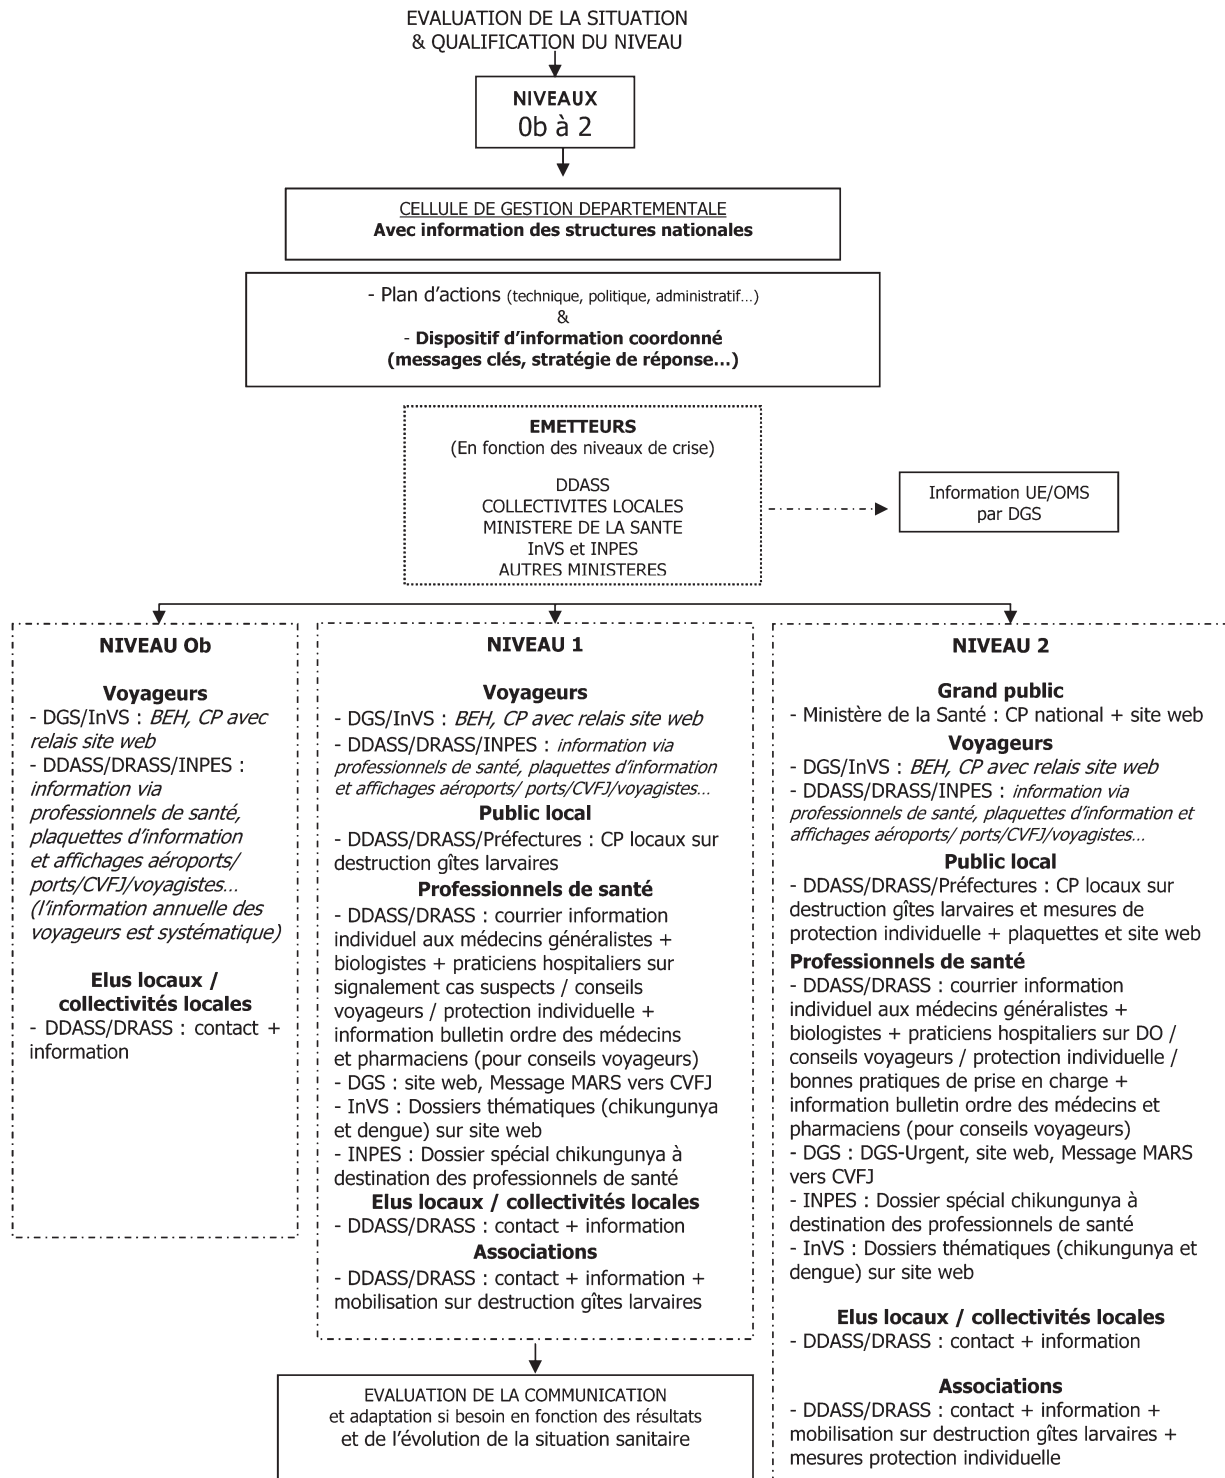 EVALUATION DE LA SITUATION
& QUALIFICATION DU NIVEAU
NIVEAUX
0b à 2
CELLULE DE GESTION DEPARTEMENTALE
Avec information des structures nationales
- Plan d'actions (technique, politique, administratif…)
&
- Dispositif d'information coordonné
(messages clés, stratégie de réponse…)
EMETTEURS
(En fonction des niveaux de crise)
DDASS
COLLECTIVITES LOCALES
MINISTERE DE LA SANTE
InVS et INPES
AUTRES MINISTERES
Information UE/OMS
par DGS
NIVEAU Ob
Voyageurs
- DGS/InVS : BEH, CP avec
relais site web
- DDASS/DRASS/INPES :
information via
professionnels de santé,
plaquettes d'information
et affichages aéroports/
ports/CVFJ/voyagistes…
(l'information annuelle des
voyageurs est systématique)
Elus locaux /
collectivités locales
- DDASS/DRASS : contact +
information
NIVEAU 1
Voyageurs
- DGS/InVS : BEH, CP avec relais site web
- DDASS/DRASS/INPES : information via
professionnels de santé, plaquettes d'information
et affichages aéroports/ ports/CVFJ/voyagistes…
Public local
- DDASS/DRASS/Préfectures : CP locaux sur
destruction gîtes larvaires
Professionnels de santé
- DDASS/DRASS : courrier information
individuel aux médecins généralistes +
biologistes + praticiens hospitaliers sur
signalement cas suspects / conseils
voyageurs / protection individuelle +
information bulletin ordre des médecins
et pharmaciens (pour conseils voyageurs)
- DGS : site web, Message MARS vers CVFJ
- InVS : Dossiers thématiques (chikungunya
et dengue) sur site web
- INPES : Dossier spécial chikungunya à
destination des professionnels de santé
Elus locaux / collectivités locales
- DDASS/DRASS : contact + information
Associations
- DDASS/DRASS : contact + information +
mobilisation sur destruction gîtes larvaires
NIVEAU 2
Grand public
- Ministère de la Santé : CP national + site web
Voyageurs
- DGS/InVS : BEH, CP avec relais site web
- DDASS/DRASS/INPES : information via
professionnels de santé, plaquettes d'information et
affichages aéroports/ ports/CVFJ/voyagistes…
Public local
- DDASS/DRASS/Préfectures : CP locaux sur
destruction gîtes larvaires et mesures de
protection individuelle + plaquettes et site web
Professionnels de santé
- DDASS/DRASS : courrier information
individuel aux médecins généralistes +
biologistes + praticiens hospitaliers sur DO /
conseils voyageurs / protection individuelle /
bonnes pratiques de prise en charge +
information bulletin ordre des médecins et
pharmaciens (pour conseils voyageurs)
- DGS : DGS-Urgent, site web, Message MARS
vers CVFJ
- INPES : Dossier spécial chikungunya à
destination des professionnels de santé
- InVS : Dossiers thématiques (chikungunya et
dengue) sur site web
Elus locaux / collectivités locales
- DDASS/DRASS : contact + information
Associations
- DDASS/DRASS : contact + information +
mobilisation sur destruction gîtes larvaires +
mesures protection individuelle
EVALUATION DE LA COMMUNICATION
et adaptation si besoin en fonction des résultats
et de l'évolution de la situation sanitaire